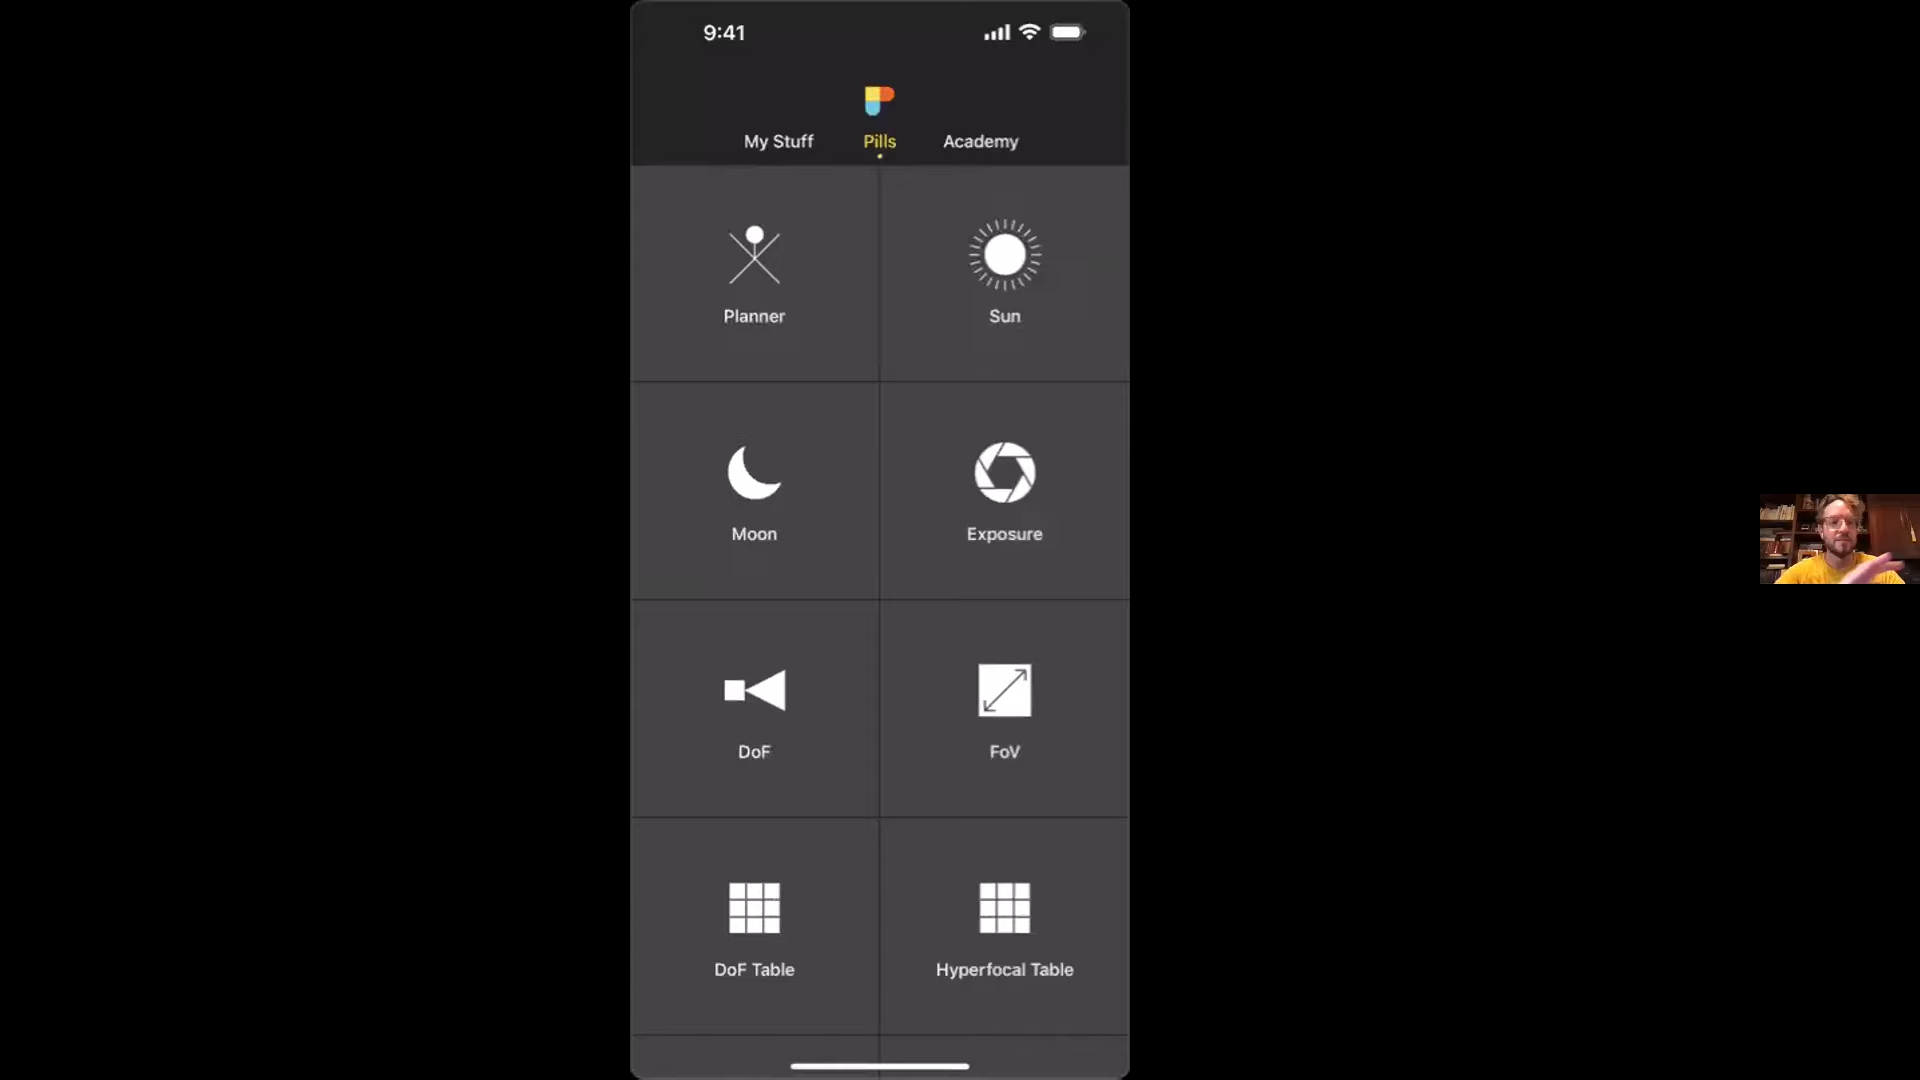 9:41
My Stuff
Pills
Academy
Planner
Sun
Moon
Exposure
DoF
FoV
DoF Table
Hyperfocal Table